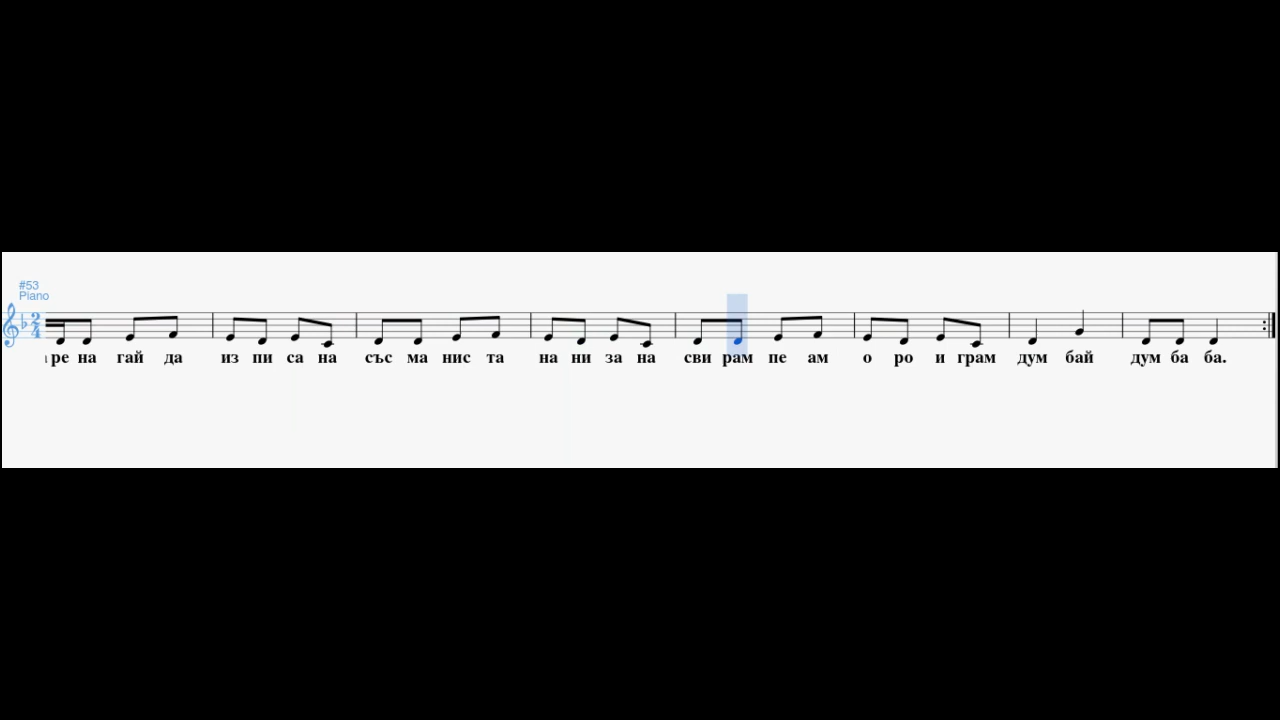 #53
Piano
ре на гай да из пи са на със ма нис та на ни за на сви рам пе ам о ро и грам дум бай дум ба ба.